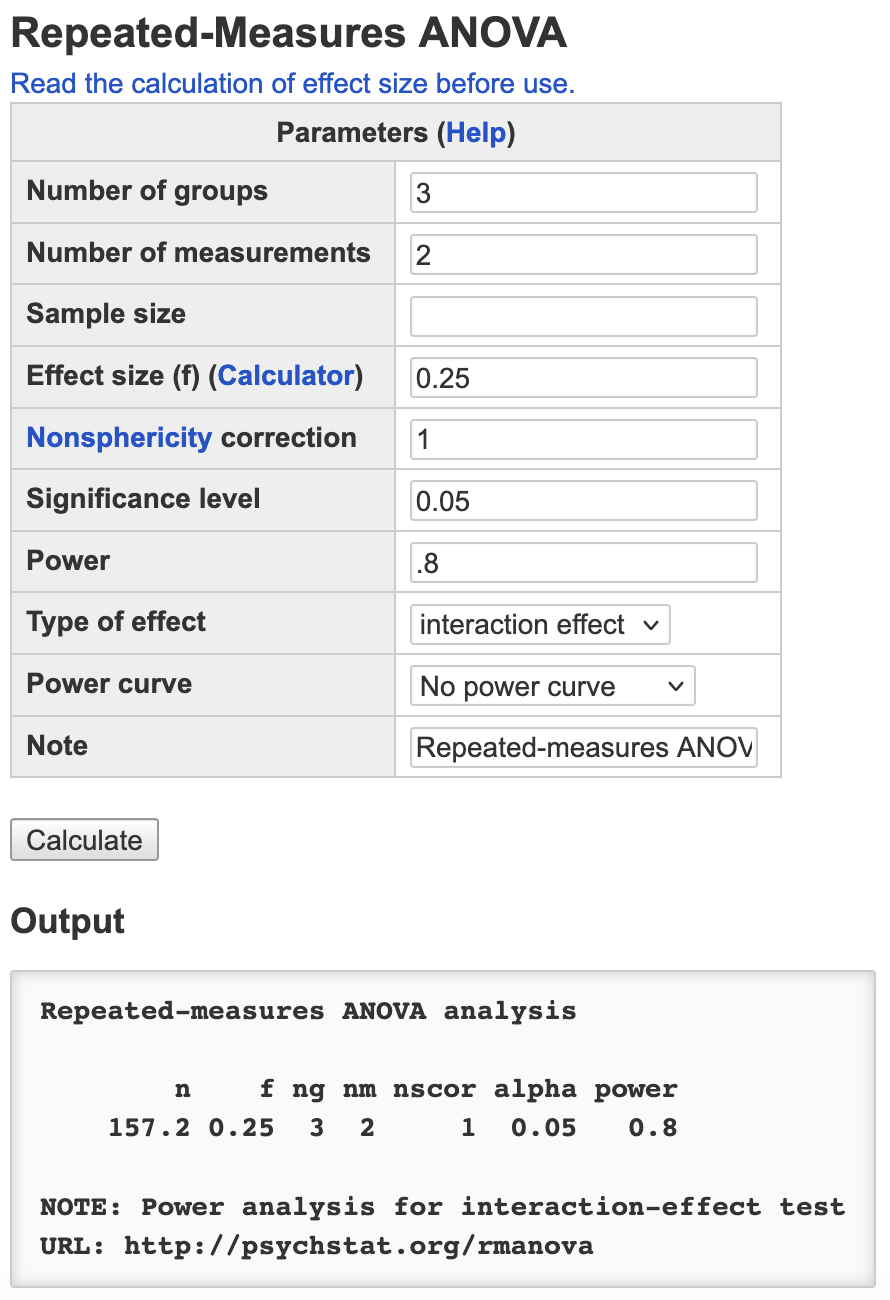 Repeated-Measures ANOVA
Read the calculation of effect size before use.
Parameters (Help)
Number of groups 3
Number of measurements 2
Sample size
Effect size (f) (Calculator) 0.25
Nonsphericity correction 1
Significance level 0.05
Power .8
Type of effect interaction effect
Power curve No power curve
Note Repeated-measures ANOV
Calculate
Output
Repeated-measures ANOVA analysis
n f ng nm nscor alpha power
157.2 0.25 3 2 1 0.05 0.8
NOTE: Power analysis for interaction-effect test
URL: http://psychstat.org/rmanova